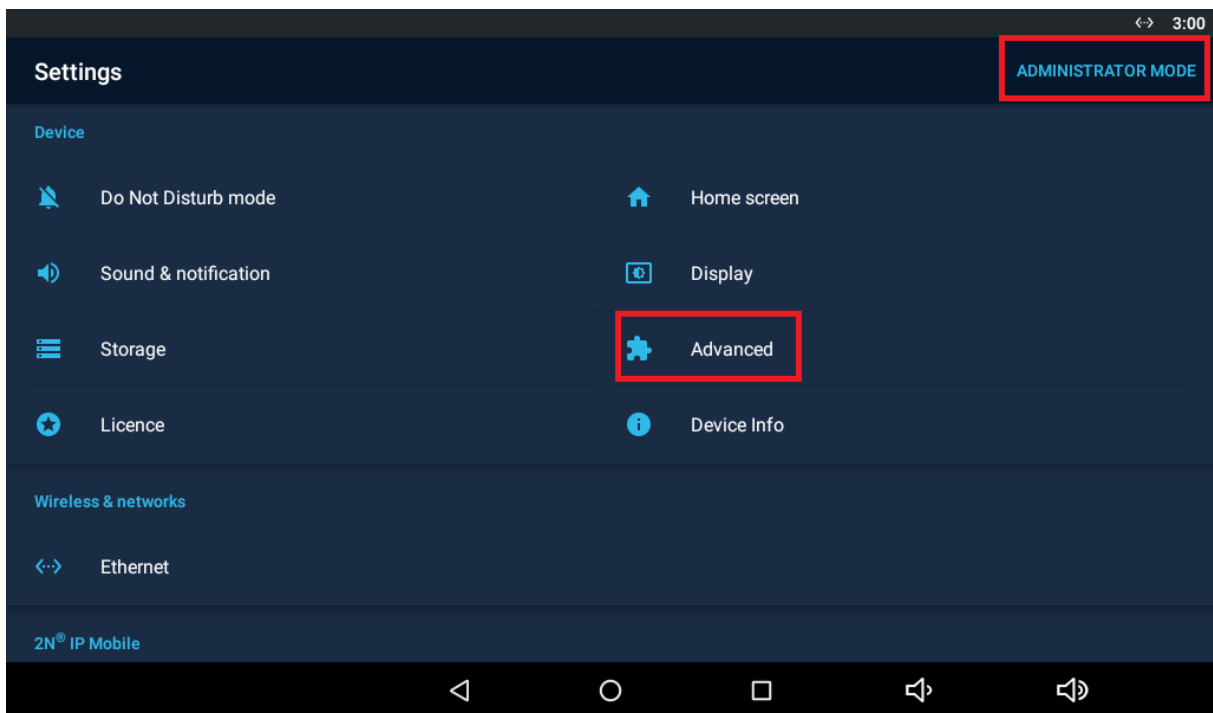 3:00
Settings
ADMINISTRATOR MODE
Device
Do Not Disturb mode
Home screen
Sound & notification
Display
Storage
Advanced
Licence
Device Info
Wireless & networks
Ethernet
2N® IP Mobile